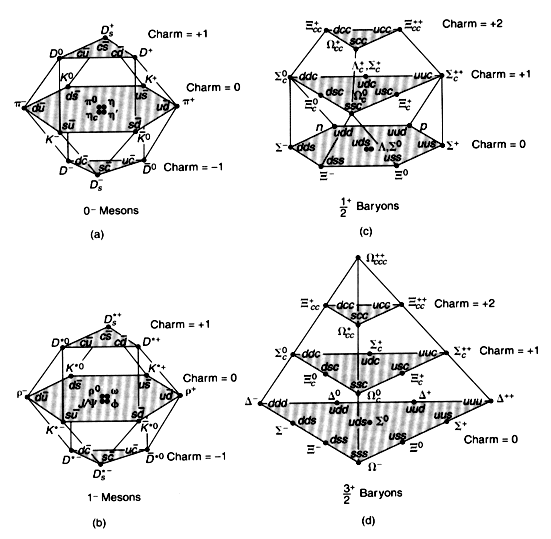 D_s^+
Charm = +1
D^0 cū cs̄ cd̄ D^+
K^0 K^+
Charm = 0
ds̄ us̄
π^- dū π^0 η ud̄ π^+
η_c η′
sū sd̄
K^- K̄^0
D^- dc̄ sc̄ uc̄ D̄^0
Charm = −1
D_s^-
0^- Mesons
(a)
D_s^{*+}
Charm = +1
D^{*0} cū cs̄ cd̄ D^{*+}
K^{*0} K^{*+}
Charm = 0
ds̄ us̄
ρ^- dū ρ^0 ω ud̄ ρ^+
J/Ψ φ
sū sd̄
K^{*-} K̄^{*0}
D^{*-} dc̄ sc̄ uc̄ D̄^{*0}
Charm = −1
D_s^{*-}
1^- Mesons
(b)
Ξ_cc^+ dcc ucc Ξ_cc^{++} Charm = +2
scc
Ω_cc^+
Λ_c^+,Σ_c^+
Σ_c^0 ddc udc uuc Σ_c^{++} Charm = +1
dsc Ω_c^0 usc
Ξ_c^0 ssc Ξ_c^+
n udd uud p
Σ^- dds uds Λ,Σ^0 uus Σ^+ Charm = 0
dss uss
Ξ^- Ξ^0
1/2^+ Baryons
(c)
Ω_ccc^{++}
Ξ_cc^+ dcc ucc Ξ_cc^{++} Charm = +2
scc
Ω_cc^+
Σ_c^0 Σ_c^+ Σ_c^{++} Charm = +1
ddc udc uuc
Ξ_c^0 dsc usc Ξ_c^+
ssc
Δ^- Δ^0 Ω_c^0 Δ^+ Δ^{++}
ddd udd uud uuu
Σ^- dds uds Σ^0 uus Σ^+
Ξ^- dss uss Ξ^0 Charm = 0
sss
Ω^-
3/2^+ Baryons
(d)